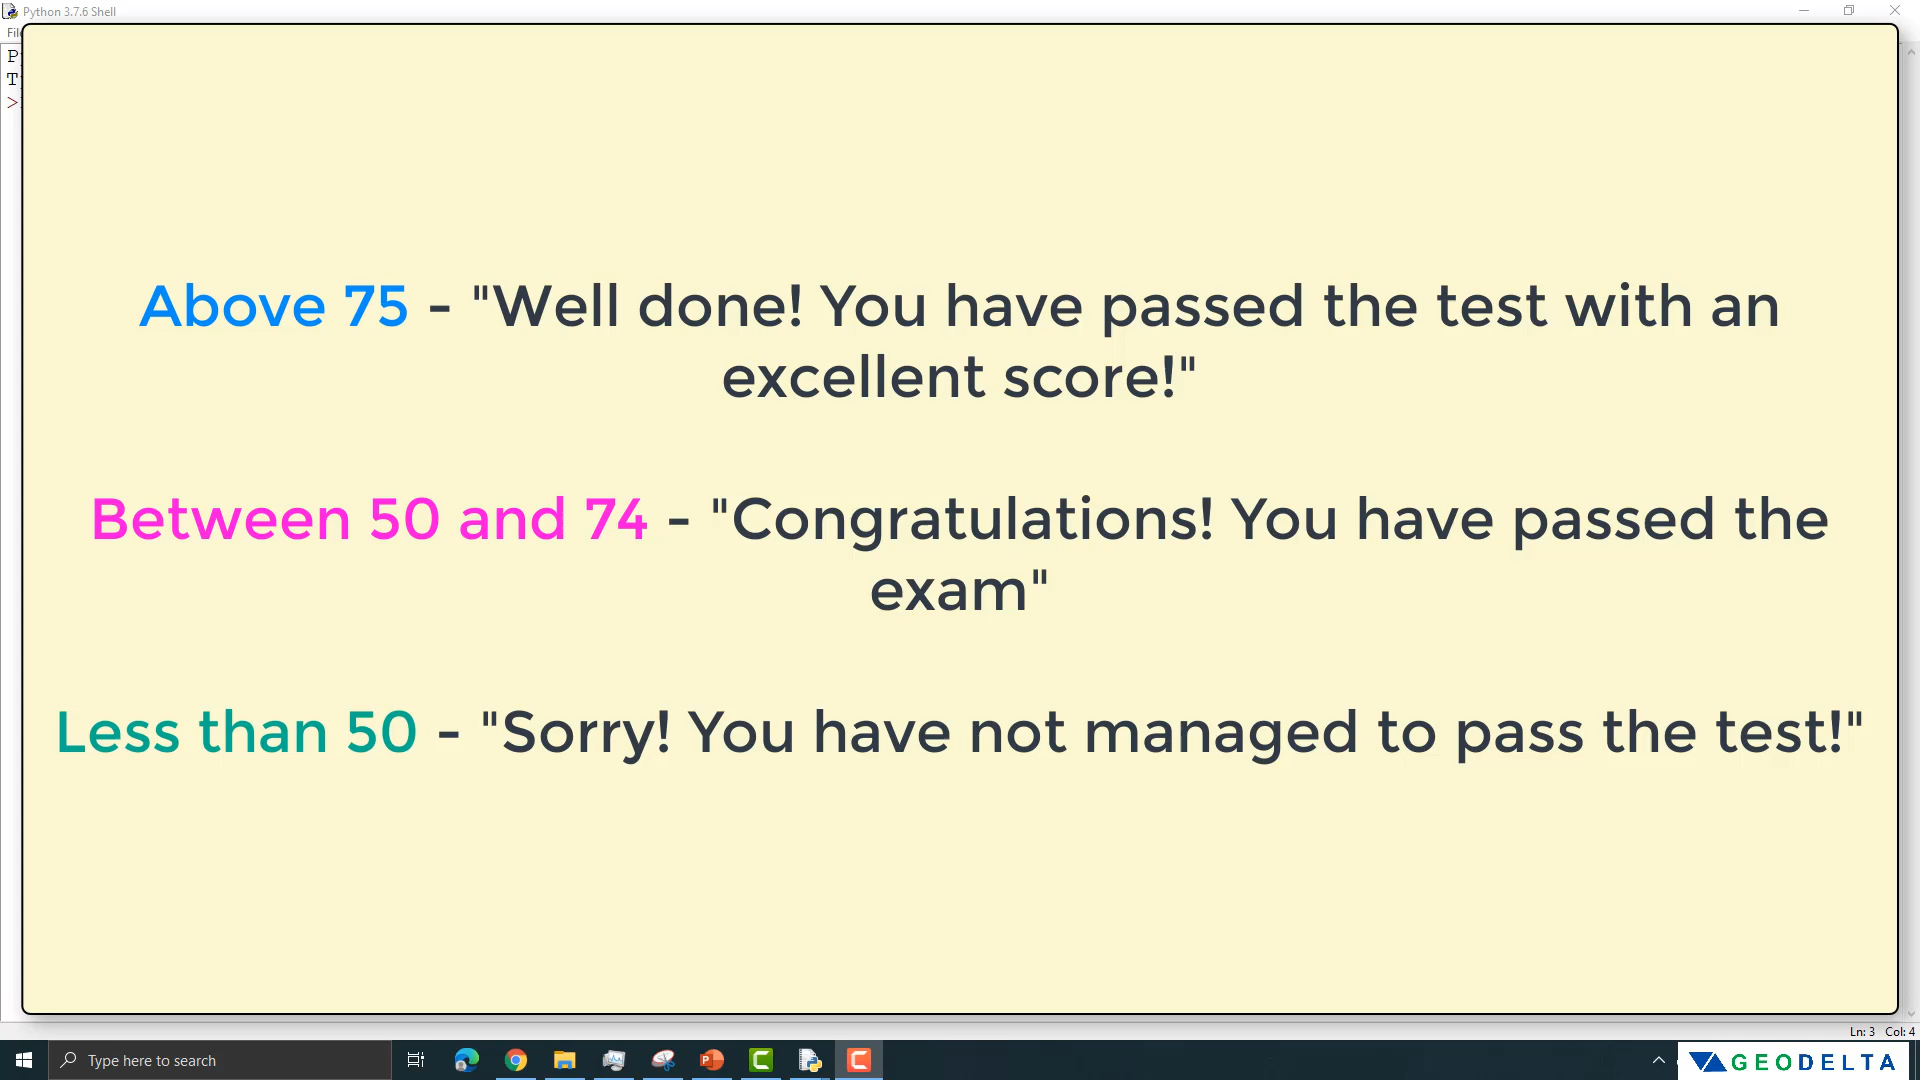 Python 3.7.6 Shell
Above 75 - "Well done! You have passed the test with an
excellent score!"
Between 50 and 74 - "Congratulations! You have passed the
exam"
Less than 50 - "Sorry! You have not managed to pass the test!"
Ln: 3 Col: 4
Type here to search
GEODELTA